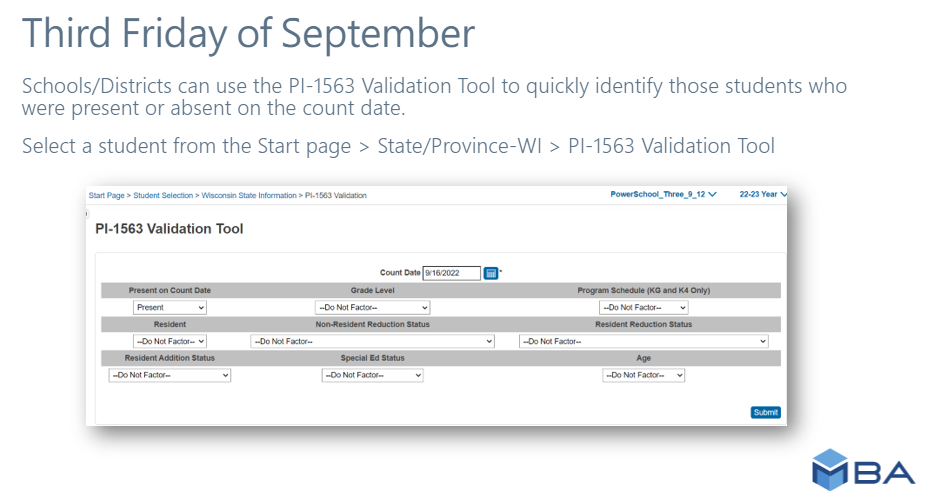 Third Friday of September
Schools/Districts can use the PI-1563 Validation Tool to quickly identify those students who
were present or absent on the count date.
Select a student from the Start page > State/Province-WI > PI-1563 Validation Tool
Start Page > Student Selection > Wisconsin State Information > PI-1563 Validation
PowerSchool_Three_9_12 22-23 Year
PI-1563 Validation Tool
Count Date 9/16/2022 *
Present on Count Date Grade Level Program Schedule (KG and K4 Only)
Present --Do Not Factor-- --Do Not Factor--
Resident Non-Resident Reduction Status Resident Reduction Status
--Do Not Factor-- --Do Not Factor-- --Do Not Factor--
Resident Addition Status Special Ed Status Age
--Do Not Factor-- --Do Not Factor-- --Do Not Factor--
Submit
MBA